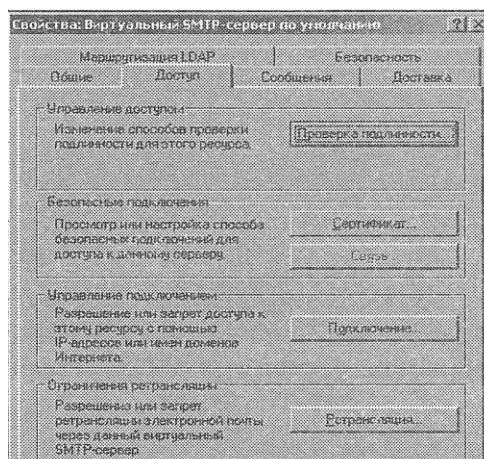 Свойства: Виртуальный SMTP-сервер по умолчанию
Маршрутизация LDAP
Безопасность
Общие
Доступ
Сообщения
Доставка
Управление доступом
Изменение способов проверки
подлинности для этого ресурса.
Проверка подлинности...
Безопасные подключения
Просмотр или настройка способа
безопасных подключений для
доступа к данному серверу.
Сертификат...
Связь...
Управление подключением
Разрешение или запрет доступа к
этому ресурсу с помощью
IP-адресов или имен доменов
Интернета.
Подключение...
Ограничения ретрансляции
Разрешение или запрет
ретрансляции электронной почты
через данный виртуальный
SMTP-сервер
Ретрансляция...